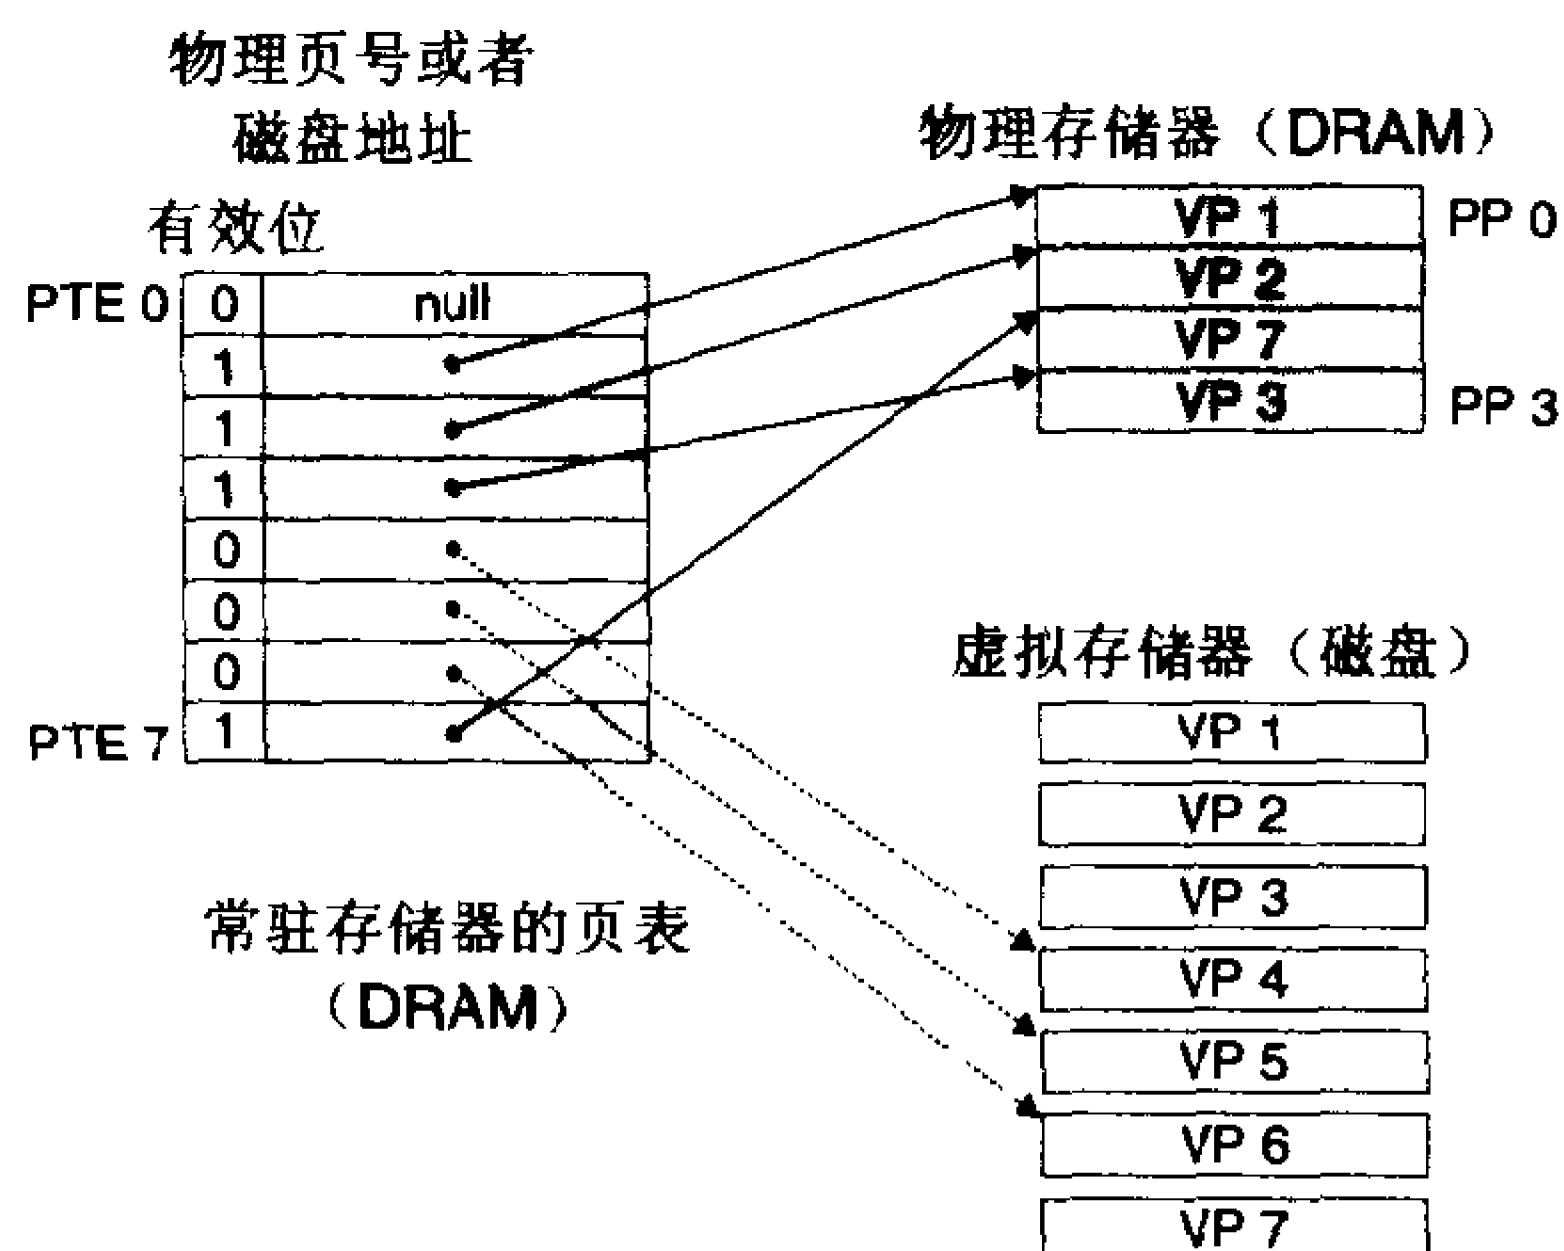 物理页号或者
磁盘地址
有效位
PTE 0 0 null
1
1
1
0
0
0
PTE 7 1
常驻存储器的页表
（DRAM）
物理存储器（DRAM）
VP 1 PP 0
VP 2
VP 7
VP 3 PP 3
虚拟存储器（磁盘）
VP 1
VP 2
VP 3
VP 4
VP 5
VP 6
VP 7